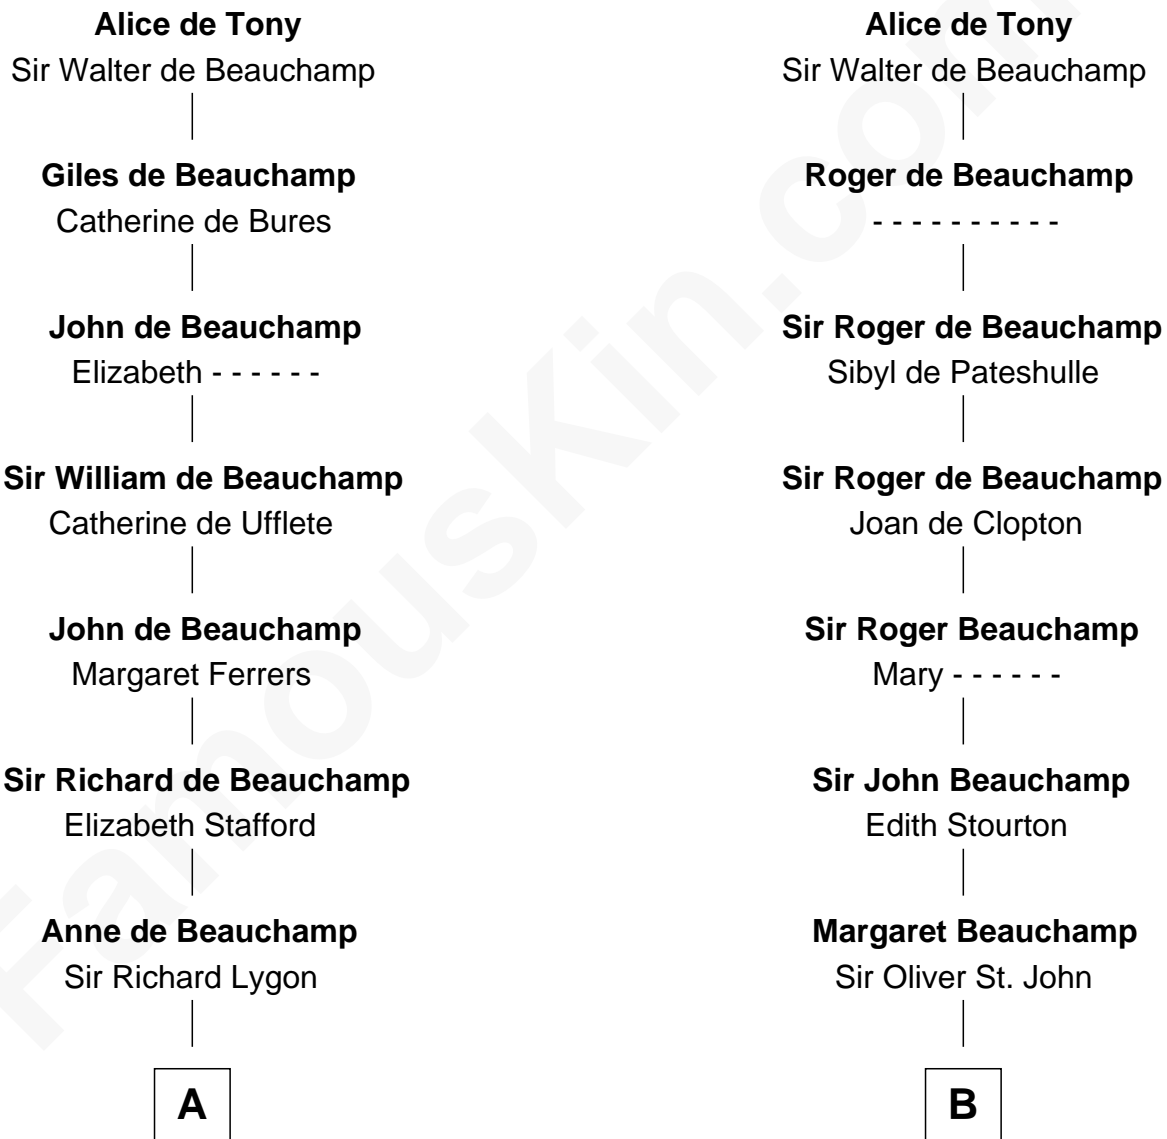 Alice de Tony
Sir Walter de Beauchamp
Giles de Beauchamp
Catherine de Bures
John de Beauchamp
Elizabeth - - - - - -
Sir William de Beauchamp
Catherine de Ufflete
John de Beauchamp
Margaret Ferrers
Sir Richard de Beauchamp
Elizabeth Stafford
Anne de Beauchamp
Sir Richard Lygon
A
Alice de Tony
Sir Walter de Beauchamp
Roger de Beauchamp
- - - - - - - - - -
Sir Roger de Beauchamp
Sibyl de Pateshulle
Sir Roger de Beauchamp
Joan de Clopton
Sir Roger Beauchamp
Mary - - - - - -
Sir John Beauchamp
Edith Stourton
Margaret Beauchamp
Sir Oliver St. John
B
FamousKin.com